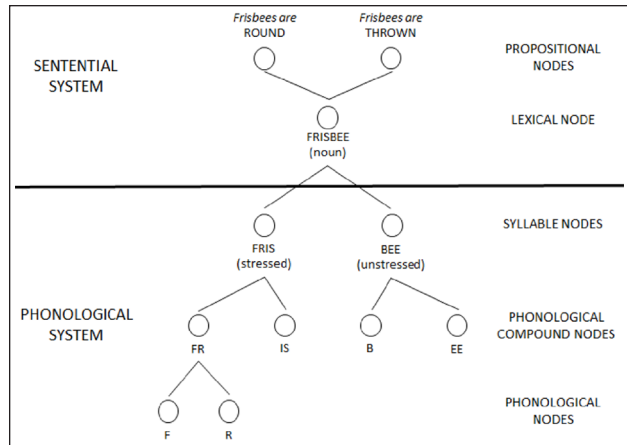 Frisbees are
ROUND
Frisbees are
THROWN
PROPOSITIONAL
NODES
SENTENTIAL
SYSTEM
LEXICAL NODE
FRISBEE
(noun)
SYLLABLE NODES
FRIS
(stressed)
BEE
(unstressed)
PHONOLOGICAL
SYSTEM
PHONOLOGICAL
COMPOUND NODES
FR
IS
B
EE
PHONOLOGICAL
NODES
F
R